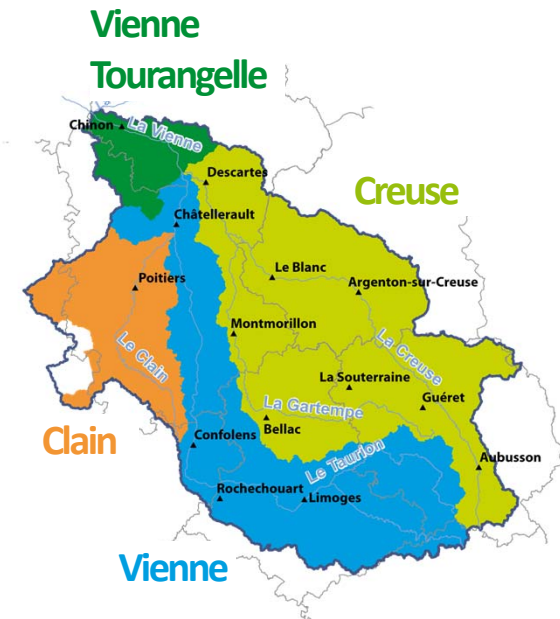 Vienne
Tourangelle
Chinon
La Vienne
Descartes
Creuse
Châtellerault
Le Blanc
Poitiers
Argenton-sur-Creuse
Montmorillon
La Creuse
Le Clain
La Souterraine
La Gartempe
Guéret
Bellac
Clain
Confolens
Le Taurion
Aubusson
Rochechouart
Limoges
Vienne